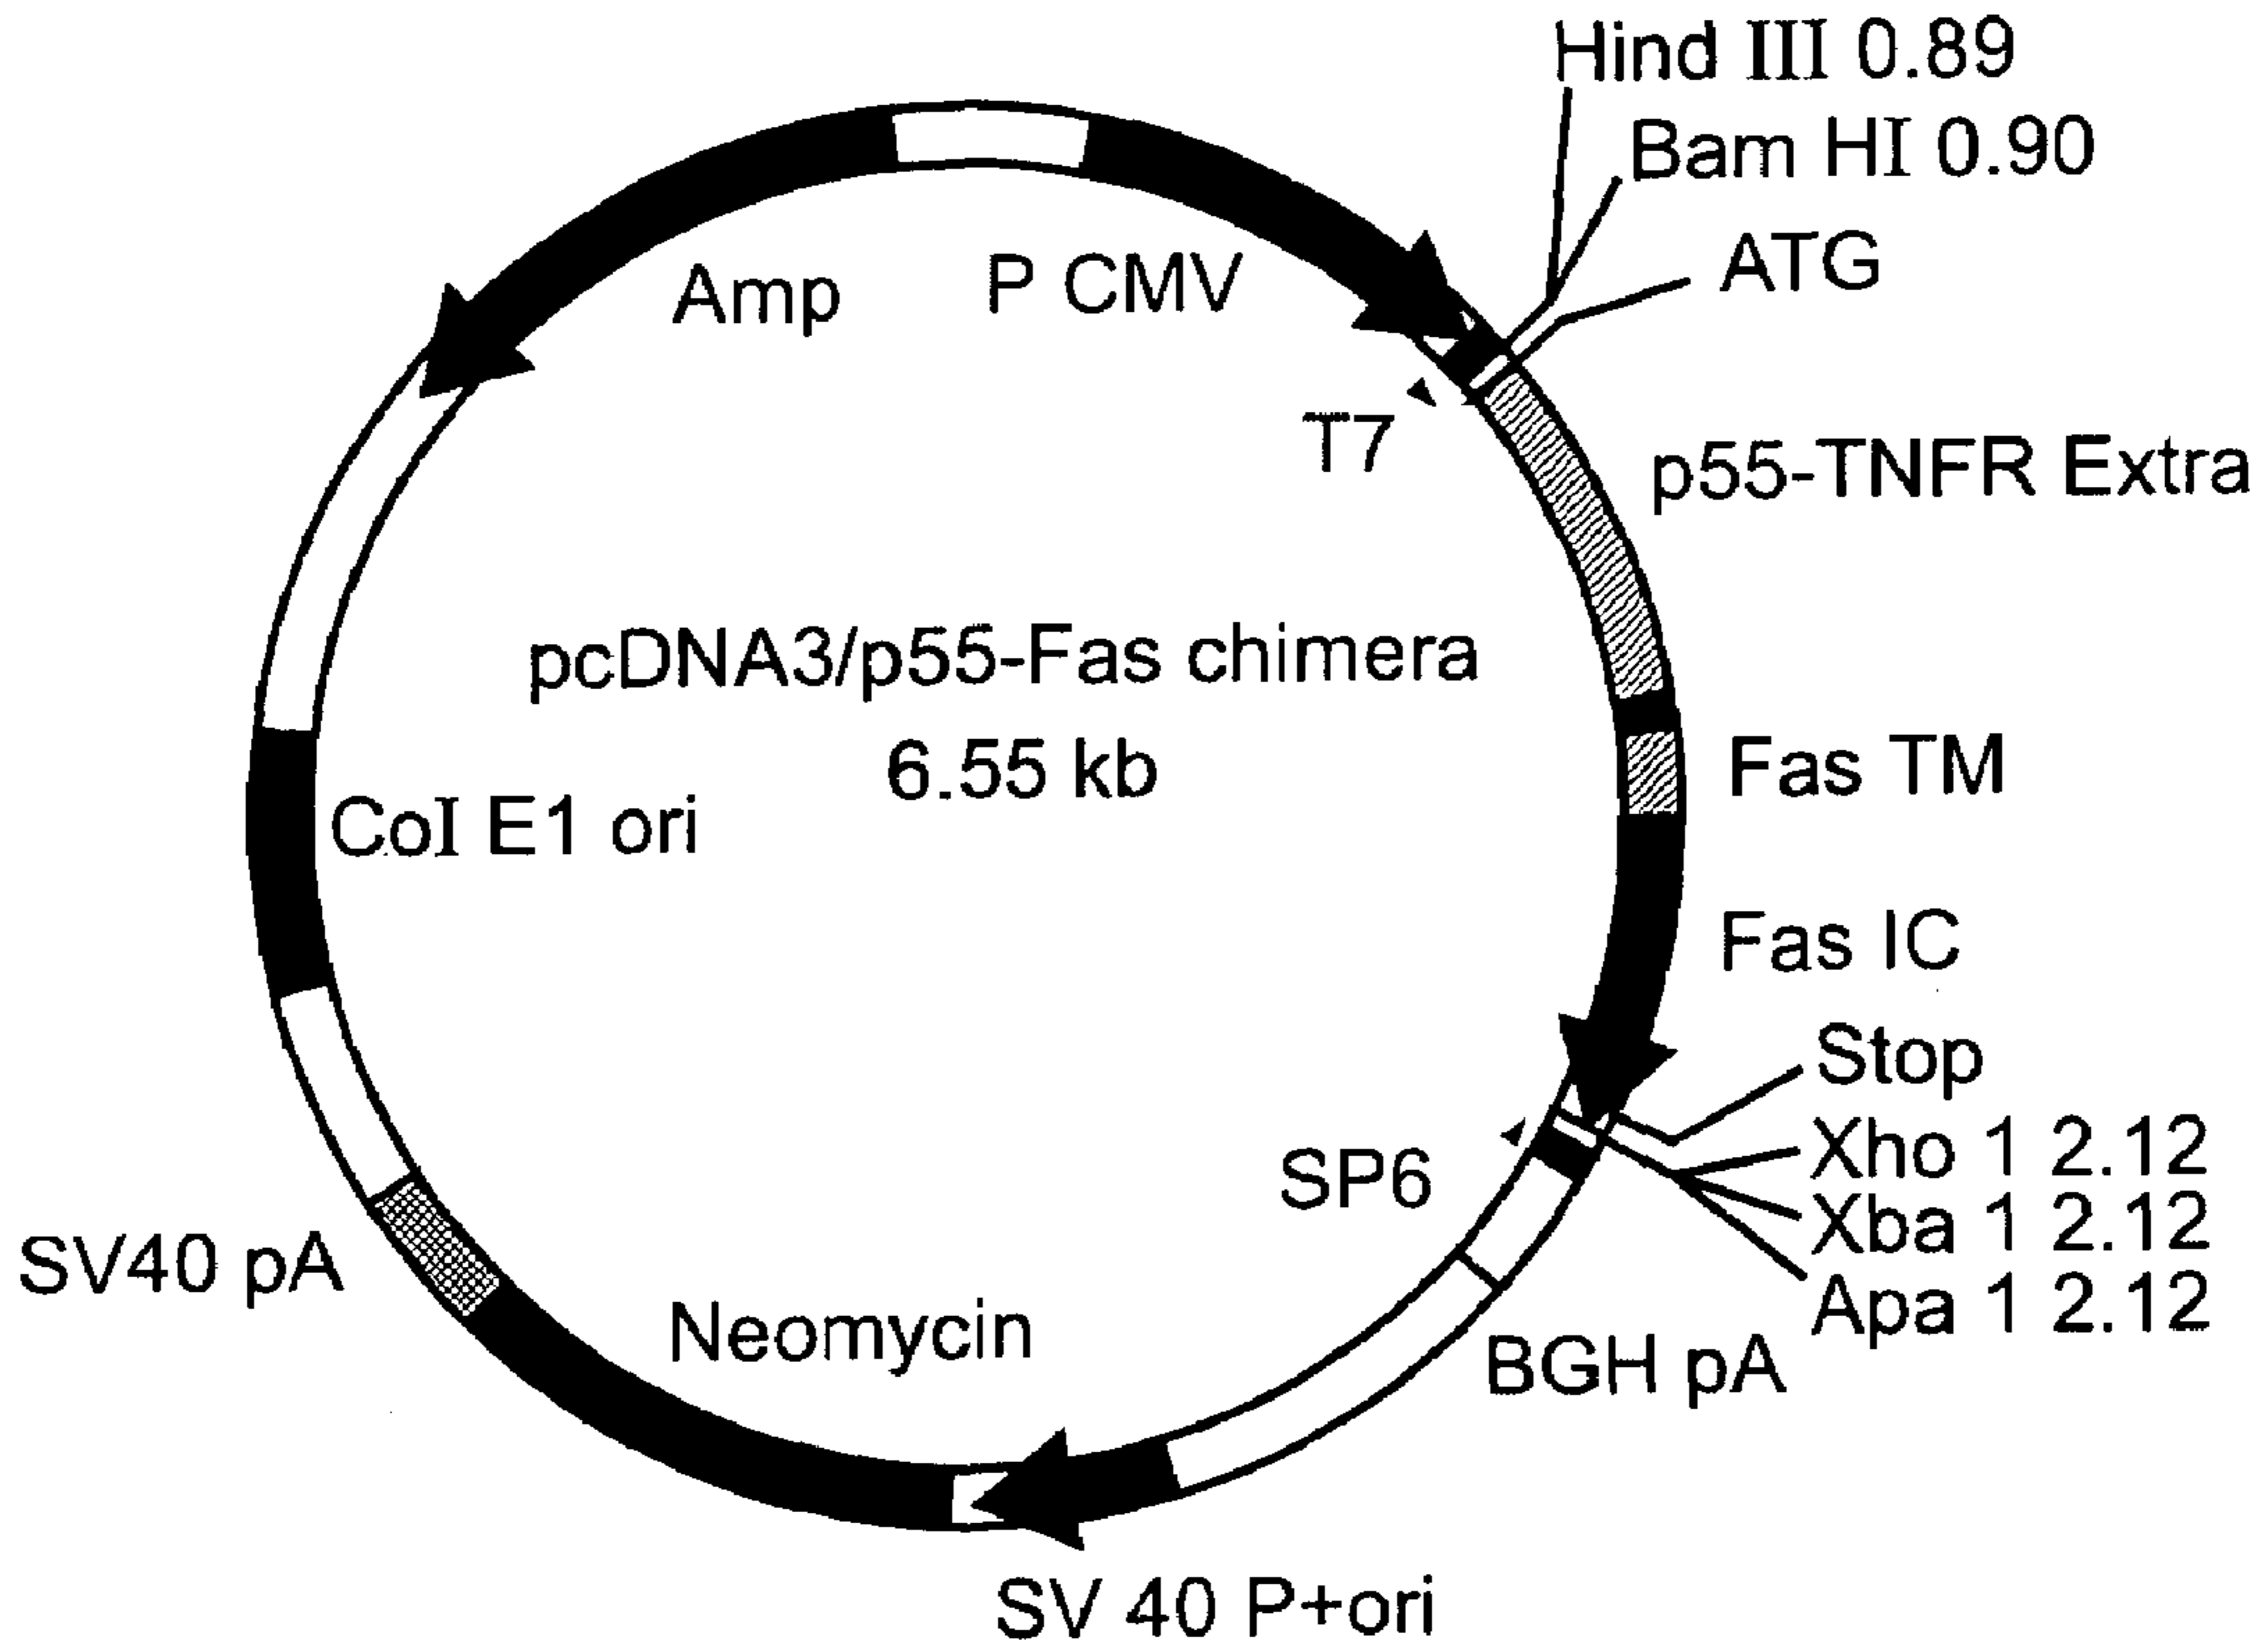 Hind III 0.89
Bam HI 0.90
ATG
Amp
P CMV
T7
p55-TNFR Extra
pcDNA3/p55-Fas chimera
6.55 kb
Fas TM
CoI E1 ori
Fas IC
Stop
Xho 1 2.12
SP6
Xba 1 2.12
Apa 1 2.12
SV40 pA
Neomycin
BGH pA
SV 40 P+ori